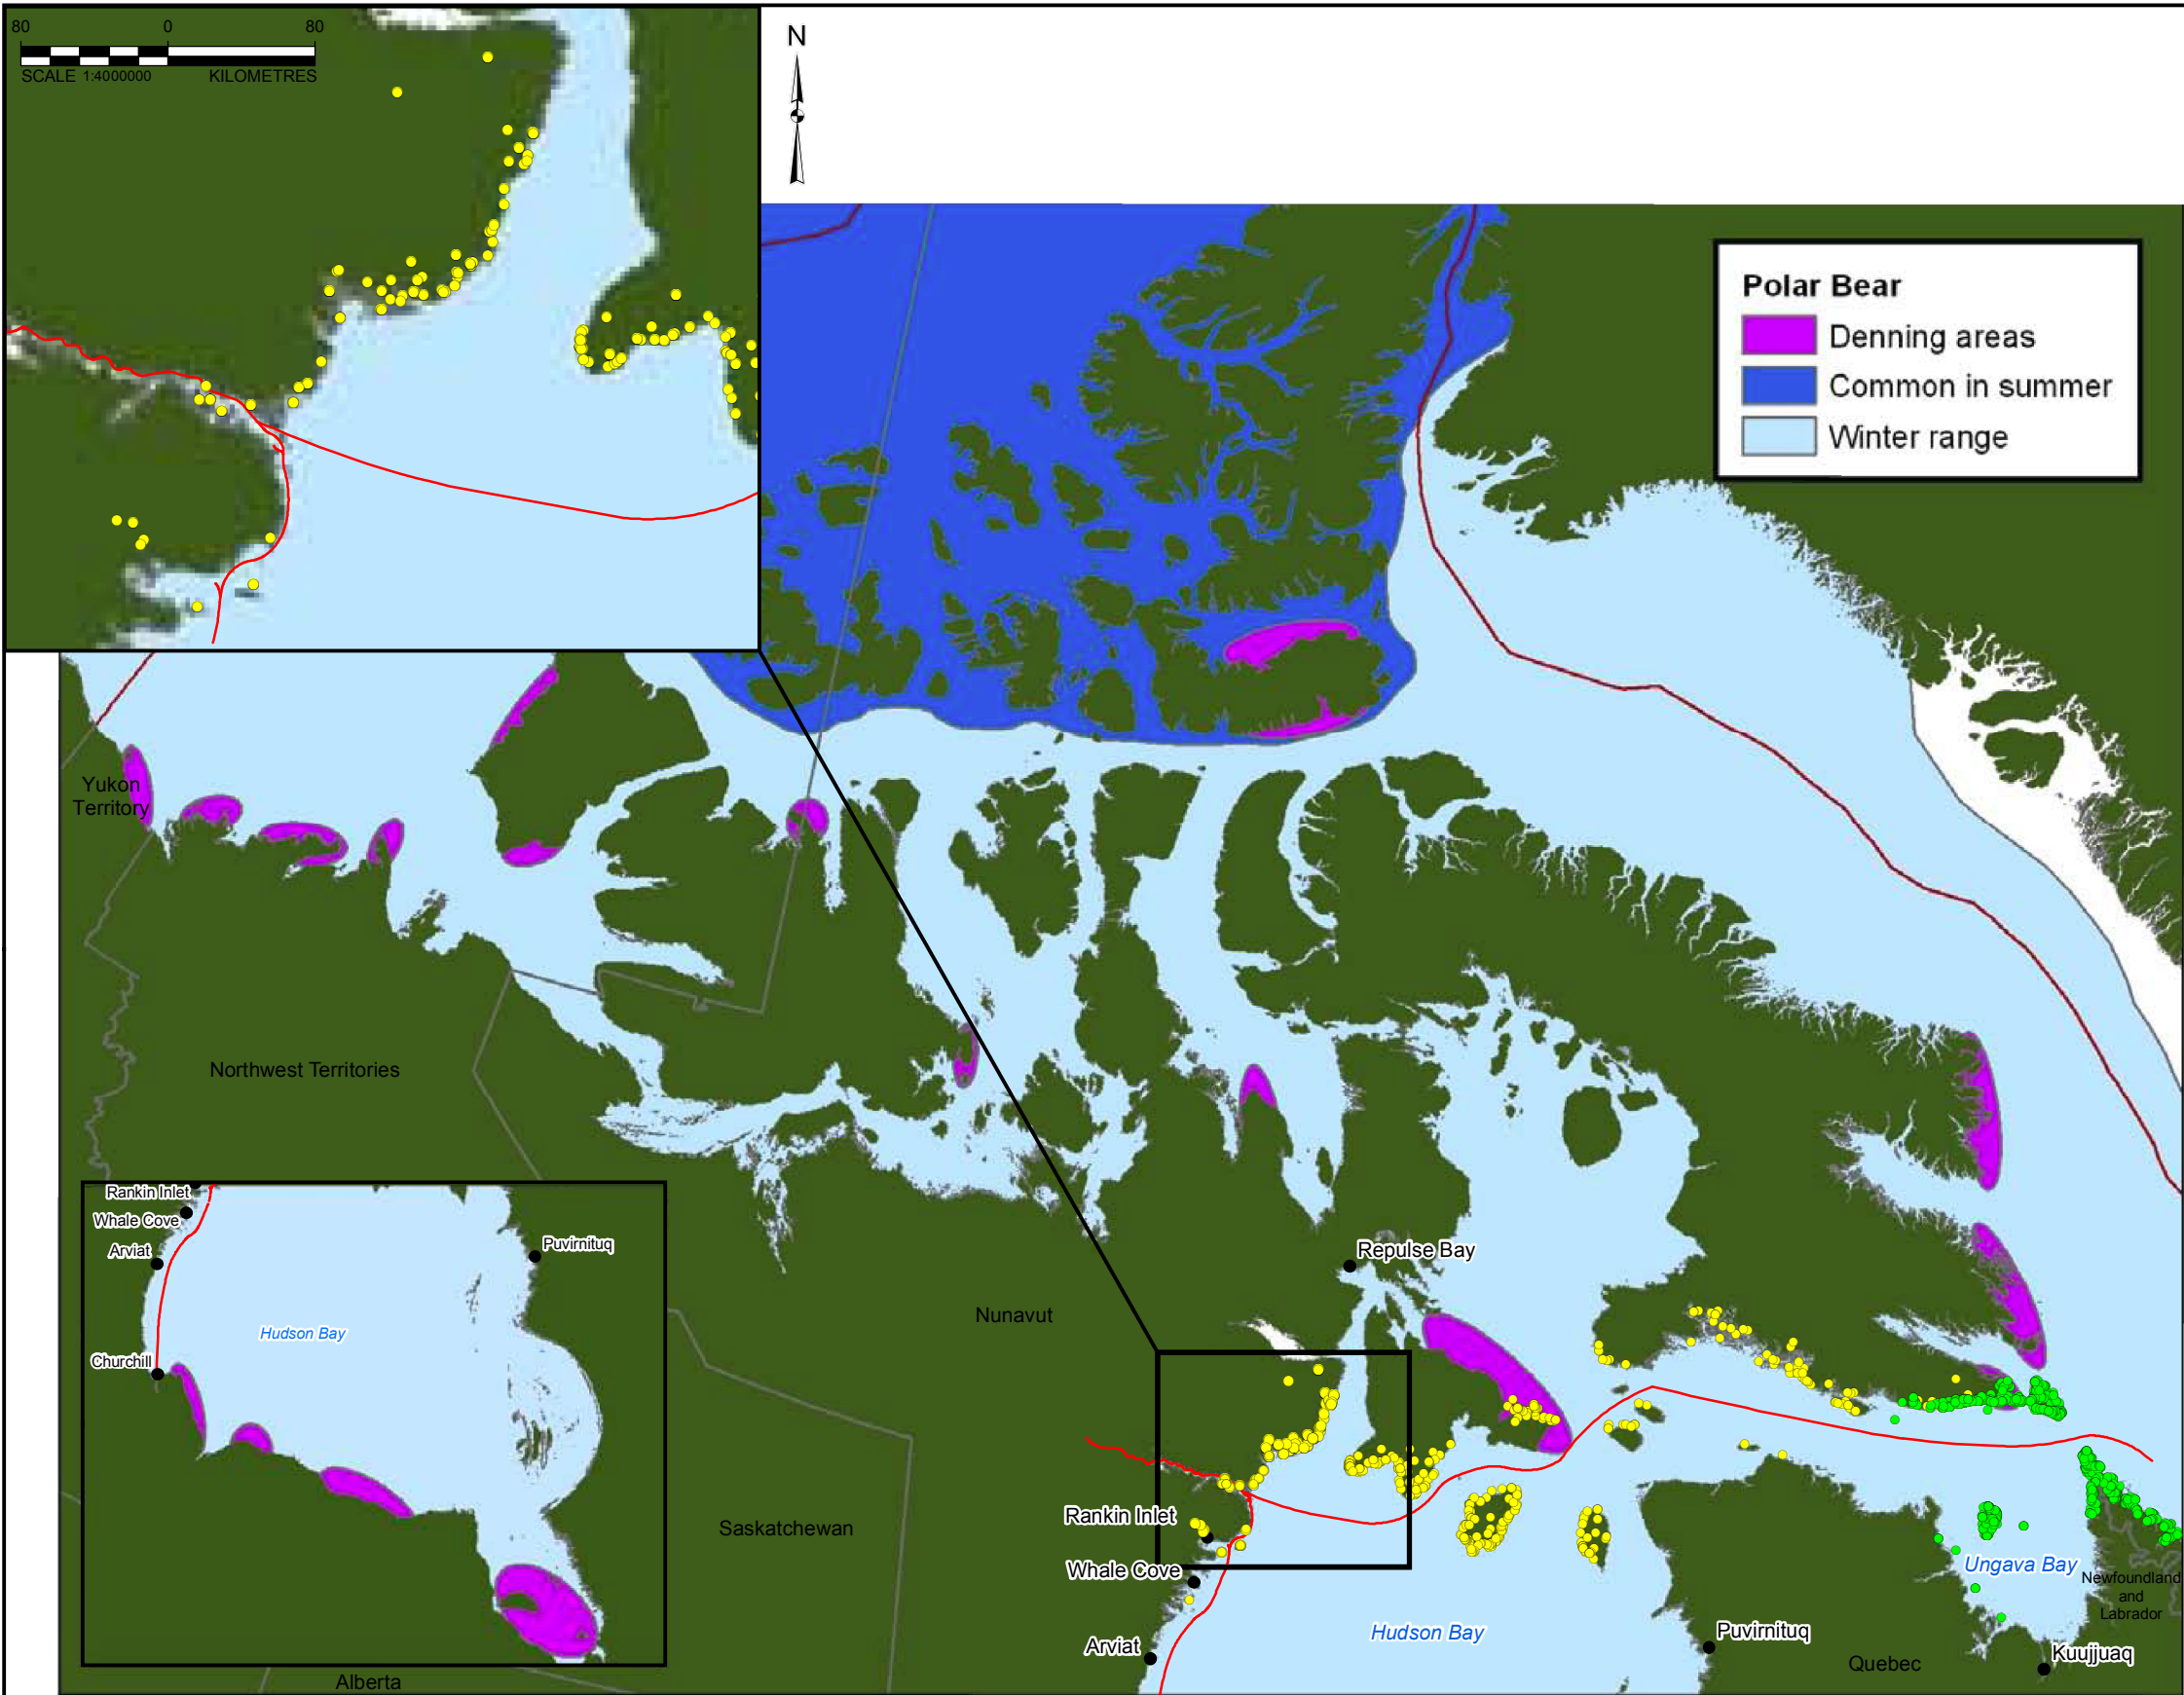 80 0 80
SCALE 1:4000000 KILOMETRES
N
Polar Bear
Denning areas
Common in summer
Winter range
Yukon
Territory
Northwest Territories
Rankin Inlet
Whale Cove
Arviat
Puvirnituq
Hudson Bay
Churchill
Repulse Bay
Nunavut
Rankin Inlet
Saskatchewan
Whale Cove
Ungava Bay
Newfoundland
and
Labrador
Hudson Bay
Puvirnituq
Arviat
Quebec
Kuujjuaq
Alberta